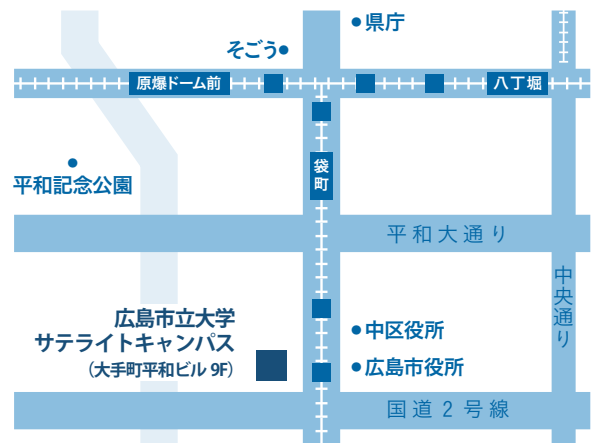 県庁
そごう
原爆ドーム前
八丁堀
袋町
平和記念公園
平和大通り
中央通り
広島市立大学
サテライトキャンパス
（大手町平和ビル 9F）
中区役所
広島市役所
国道2号線